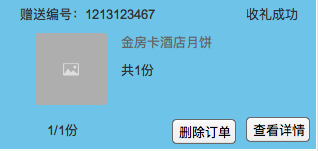 赠送编号：1213123467 收礼成功
金房卡酒店月饼
共1份
1/1份 删除订单 查看详情